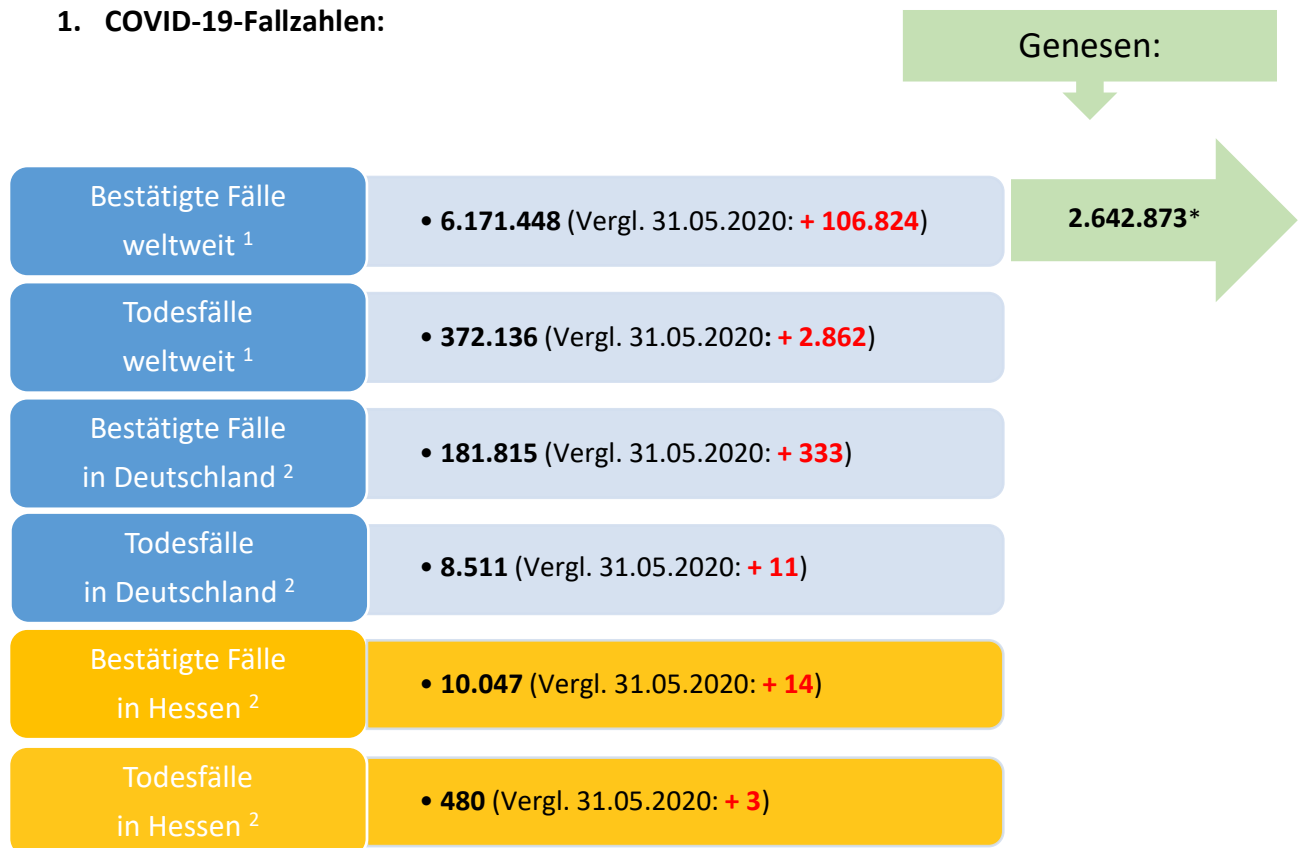 1. COVID-19-Fallzahlen:
Genesen:
Bestätigte Fälle
weltweit ¹
• 6.171.448 (Vergl. 31.05.2020: + 106.824)
2.642.873*
Todesfälle
weltweit ¹
• 372.136 (Vergl. 31.05.2020: + 2.862)
Bestätigte Fälle
in Deutschland ²
• 181.815 (Vergl. 31.05.2020: + 333)
Todesfälle
in Deutschland ²
• 8.511 (Vergl. 31.05.2020: + 11)
Bestätigte Fälle
in Hessen ²
• 10.047 (Vergl. 31.05.2020: + 14)
Todesfälle
in Hessen ²
• 480 (Vergl. 31.05.2020: + 3)